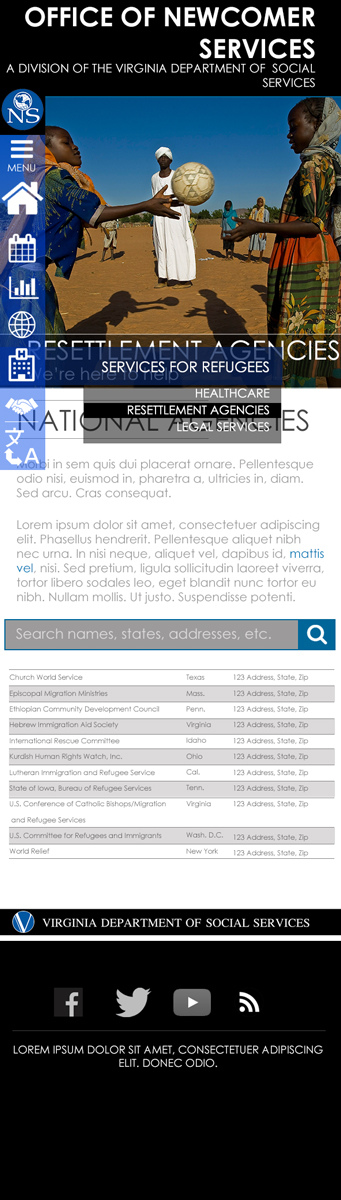 OFFICE OF NEWCOMER
SERVICES
A DIVISION OF THE VIRGINIA DEPARTMENT OF SOCIAL
SERVICES
NS
MENU
RESETTLEMENT AGENCIES
We're here to help
SERVICES FOR REFUGEES
HEALTHCARE
RESETTLEMENT AGENCIES
LEGAL SERVICES
NATIONAL AGENCIES
Morbi in sem quis dui placerat ornare. Pellentesque
odio nisi, euismod in, pharetra a, ultricies in, diam.
Sed arcu. Cras consequat.
Lorem ipsum dolor sit amet, consectetuer adipiscing
elit. Phasellus hendrerit. Pellentesque aliquet nibh
nec urna. In nisi neque, aliquet vel, dapibus id, mattis
vel, nisi. Sed pretium, ligula sollicitudin laoreet viverra,
tortor libero sodales leo, eget blandit nunc tortor eu
nibh. Nullam mollis. Ut justo. Suspendisse potenti.
Search names, states, addresses, etc.
Church World Service Texas 123 Address, State, Zip
Episcopal Migration Ministries Mass. 123 Address, State, Zip
Ethiopian Community Development Council Penn. 123 Address, State, Zip
Hebrew Immigration Aid Society Virginia 123 Address, State, Zip
International Rescue Committee Idaho 123 Address, State, Zip
Kurdish Human Rights Watch, Inc. Ohio 123 Address, State, Zip
Lutheran Immigration and Refugee Service Cal. 123 Address, State, Zip
State of Iowa, Bureau of Refugee Services Tenn. 123 Address, State, Zip
U.S. Conference of Catholic Bishops/Migration Virginia 123 Address, State, Zip
and Refugee Services
U.S. Committee for Refugees and Immigrants Wash. D.C. 123 Address, State, Zip
World Relief New York 123 Address, State, Zip
VIRGINIA DEPARTMENT OF SOCIAL SERVICES
LOREM IPSUM DOLOR SIT AMET, CONSECTETUER ADIPISCING
ELIT. DONEC ODIO.